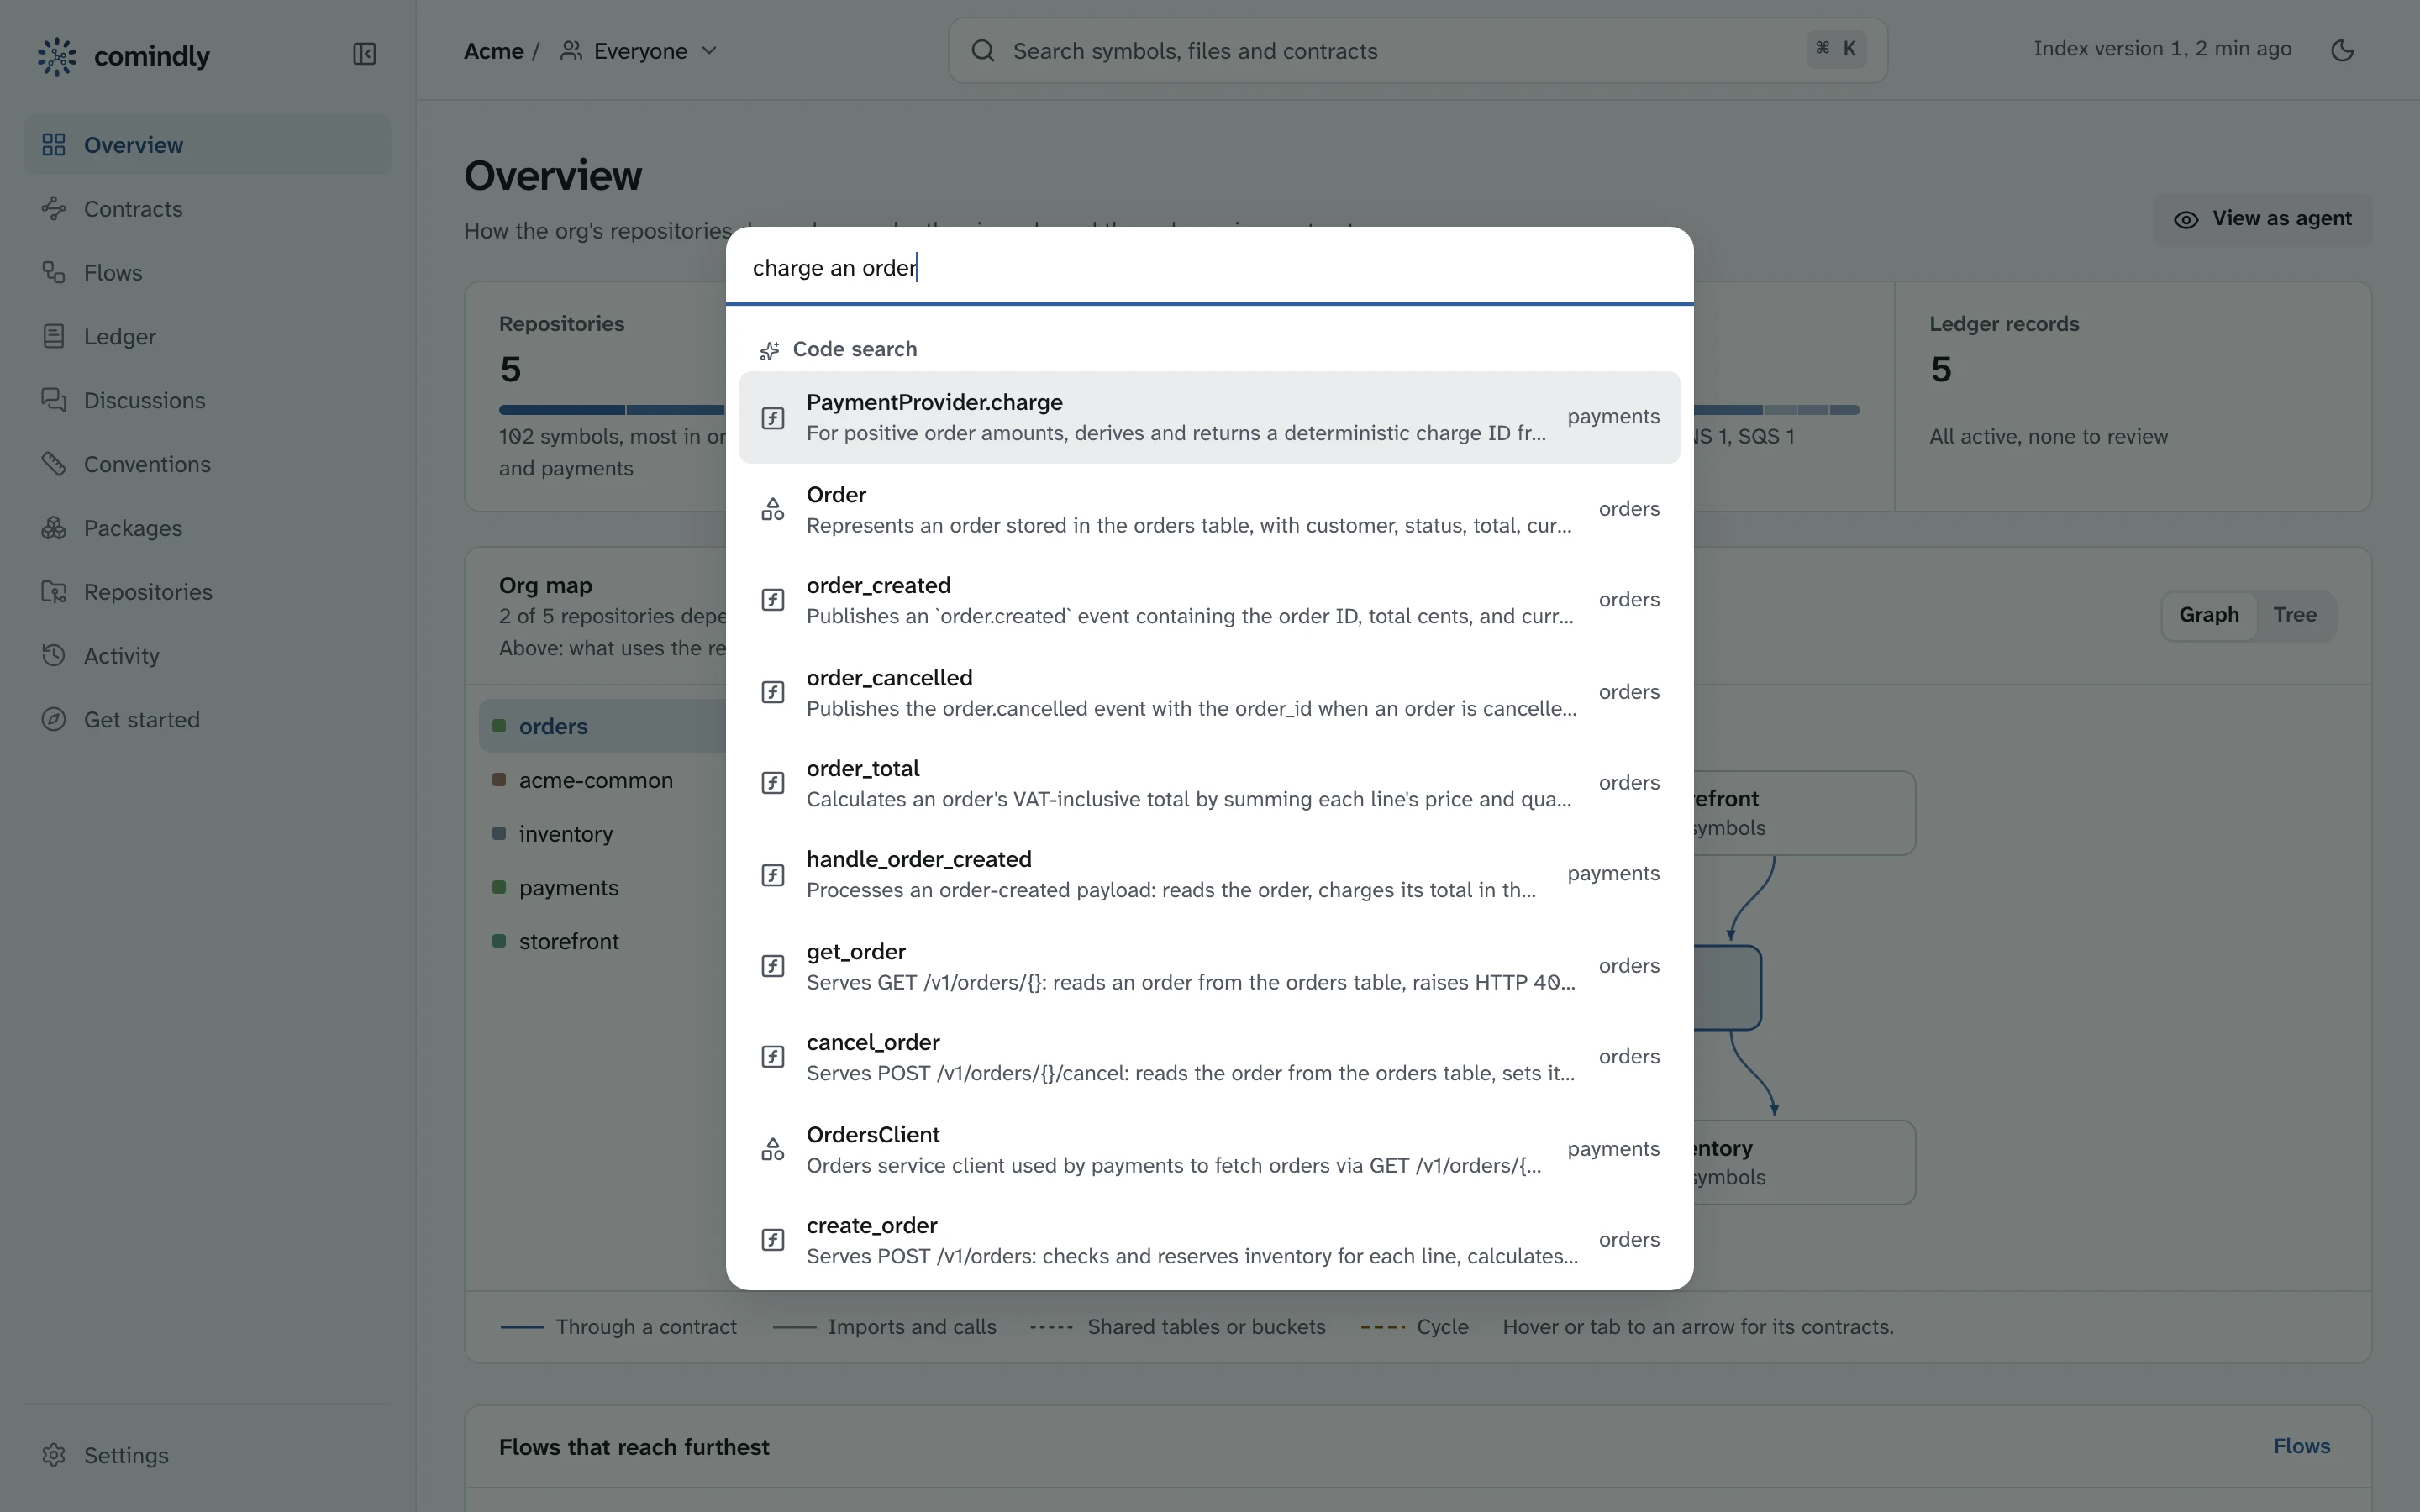 comindly
Acme / Everyone
Search symbols, files and contracts
⌘ K
Index version 1, 2 min ago
Overview
Contracts
Flows
Ledger
Discussions
Conventions
Packages
Repositories
Activity
Get started
Settings
Overview
How the org's repositories
View as agent
Repositories
5
102 symbols, most in or
and payments
SQS 1
Ledger records
5
All active, none to review
Org map
2 of 5 repositories depe
Above: what uses the re
Graph
Tree
orders
acme-common
inventory
payments
storefront
efront
symbols
entory
symbols
charge an order
Code search
PaymentProvider.charge
For positive order amounts, derives and returns a deterministic charge ID fr...
payments
Order
Represents an order stored in the orders table, with customer, status, total, cur...
orders
order_created
Publishes an `order.created` event containing the order ID, total cents, and curr...
orders
order_cancelled
Publishes the order.cancelled event with the order_id when an order is cancelle...
orders
order_total
Calculates an order's VAT-inclusive total by summing each line's price and qua...
orders
handle_order_created
Processes an order-created payload: reads the order, charges its total in th...
payments
get_order
Serves GET /v1/orders/{}: reads an order from the orders table, raises HTTP 40...
orders
cancel_order
Serves POST /v1/orders/{}/cancel: reads the order from the orders table, sets it...
orders
OrdersClient
Orders service client used by payments to fetch orders via GET /v1/orders/{...
payments
create_order
Serves POST /v1/orders: checks and reserves inventory for each line, calculates...
orders
Through a contract
Imports and calls
Shared tables or buckets
Cycle
Hover or tab to an arrow for its contracts.
Flows that reach furthest
Flows